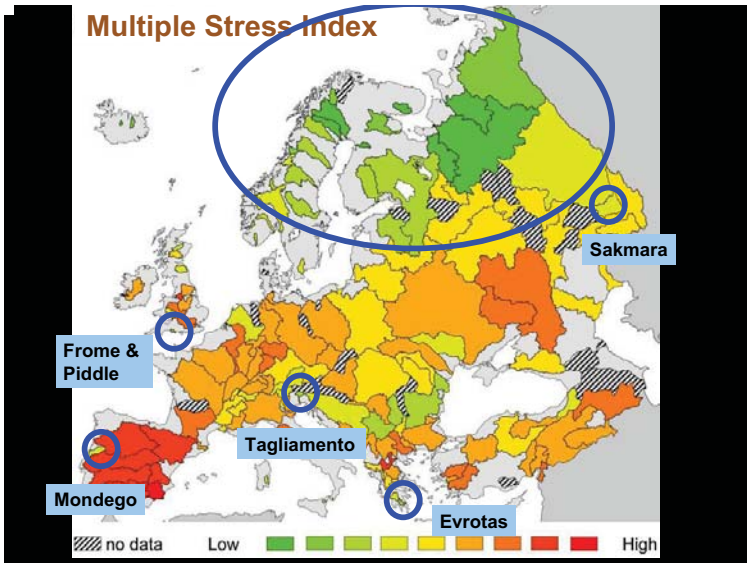 Multiple Stress Index
Sakmara
Frome &
Piddle
Tagliamento
Mondego
Evrotas
no data
Low
High